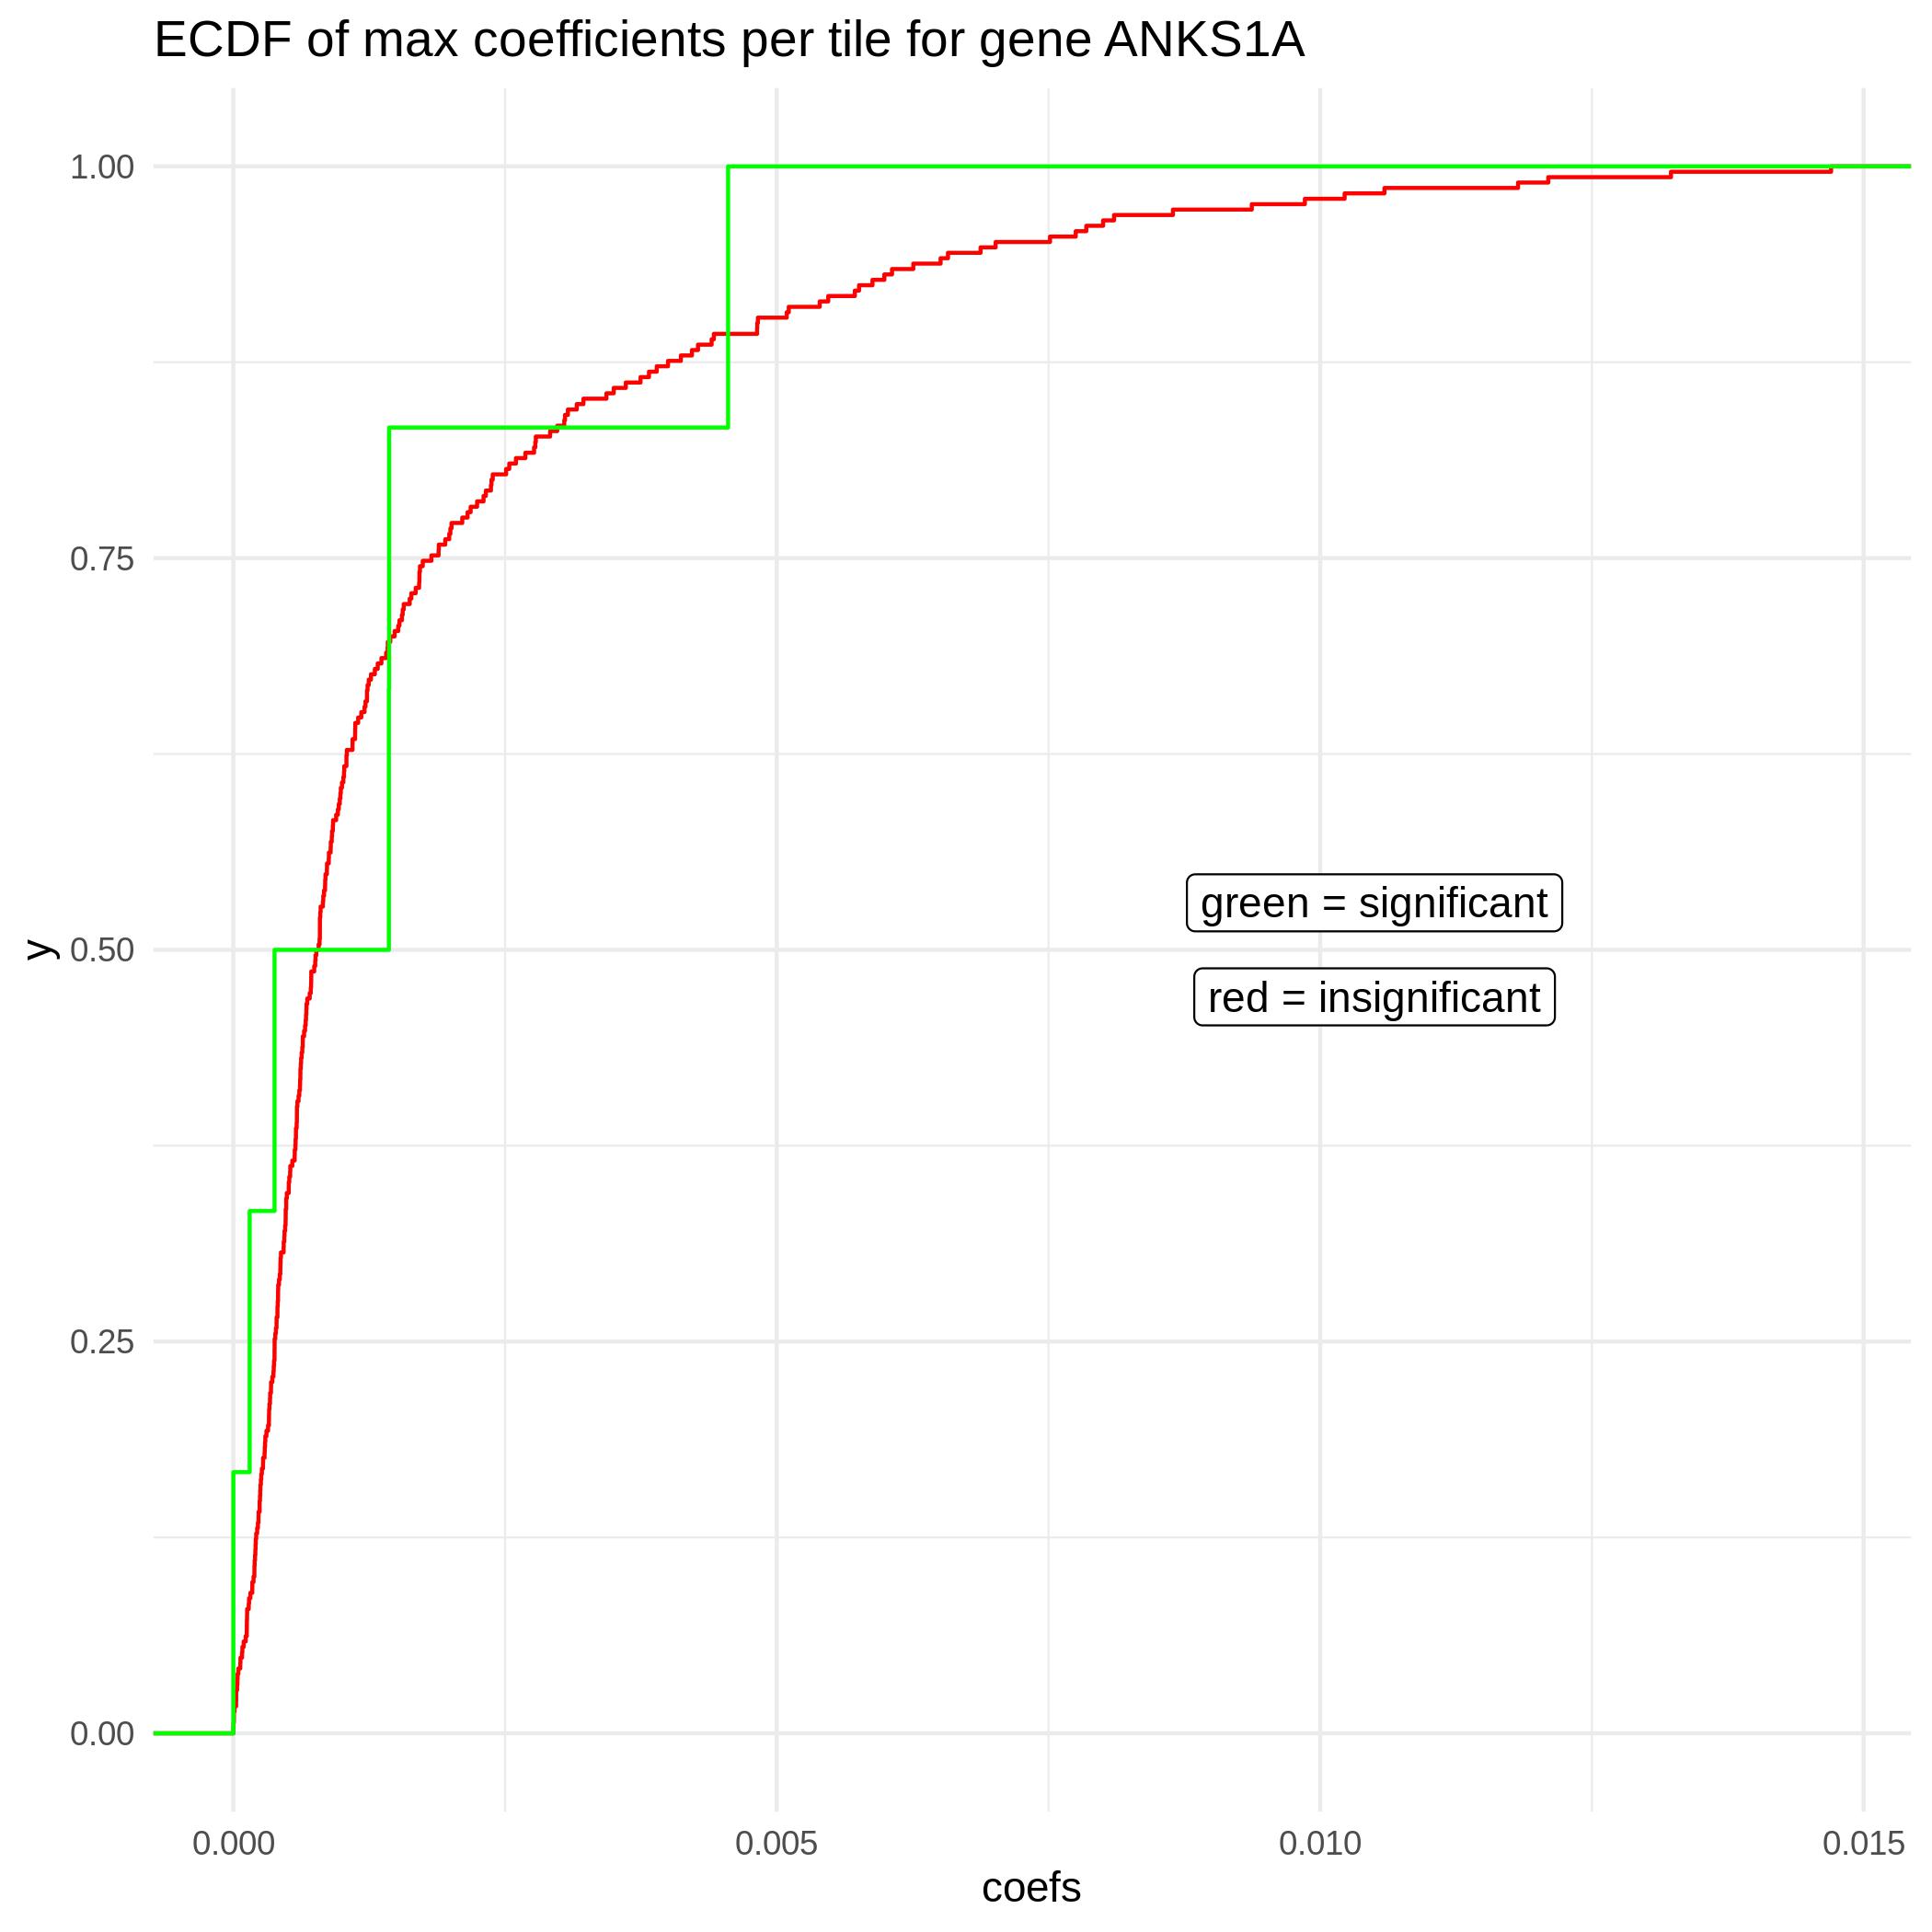 ECDF of max coefficients per tile for gene ANKS1A
y
1.00
0.75
0.50
0.25
0.00
green = significant
red = insignificant
0.000 0.005 0.010 0.015
coefs